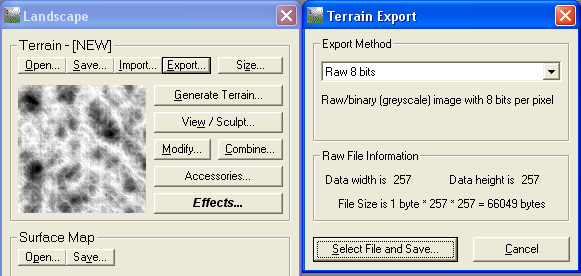 Landscape
Terrain - [NEW]
Open... Save... Import... Export... Size...
Generate Terrain...
View / Sculpt...
Modify... Combine...
Accessories...
Effects...
Surface Map
Open... Save...
Terrain Export
Export Method
Raw 8 bits
Raw/binary (greyscale) image with 8 bits per pixel
Raw File Information
Data width is 257 Data height is 257
File Size is 1 byte * 257 * 257 = 66049 bytes
Select File and Save... Cancel